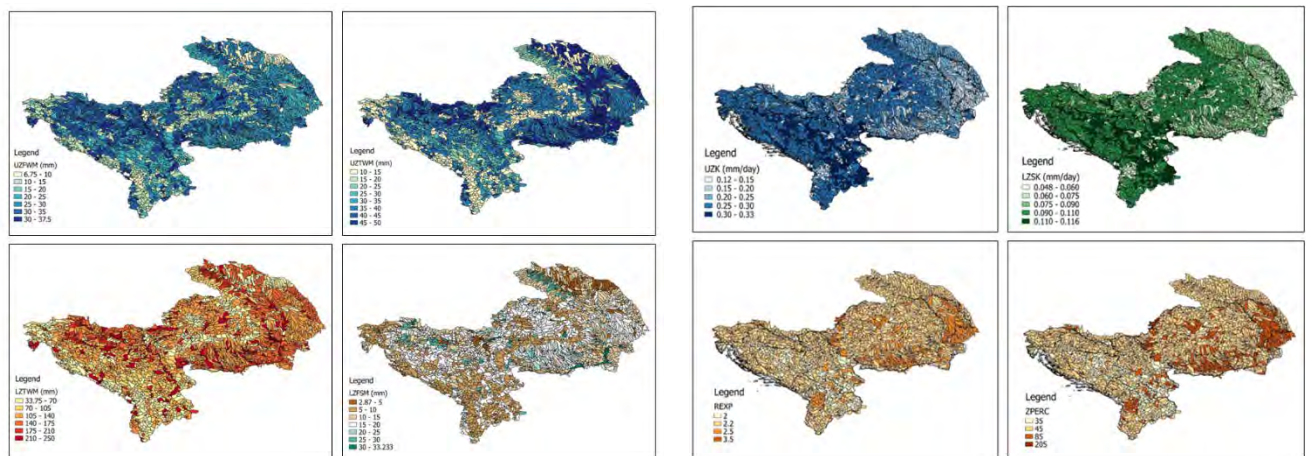 Legend
UZFWM (mm)
6.75 - 10
10 - 15
15 - 20
20 - 25
25 - 30
30 - 35
30 - 37.5
Legend
UZTWM (mm)
10 - 15
15 - 20
20 - 25
25 - 30
30 - 35
35 - 40
40 - 45
45 - 50
Legend
UZK (mm/day)
0.12 - 0.15
0.15 - 0.20
0.20 - 0.25
0.25 - 0.30
0.30 - 0.33
Legend
LZSK (mm/day)
0.048 - 0.060
0.060 - 0.075
0.075 - 0.090
0.090 - 0.110
0.110 - 0.116
Legend
LZTWM (mm)
33.75 - 70
70 - 105
105 - 140
140 - 175
175 - 210
210 - 250
Legend
LZFSM (mm)
2.87 - 5
5 - 10
10 - 15
15 - 20
20 - 25
25 - 30
30 - 33.233
Legend
REXP
2
2.2
2.5
3.5
Legend
ZPERC
35
45
85
205